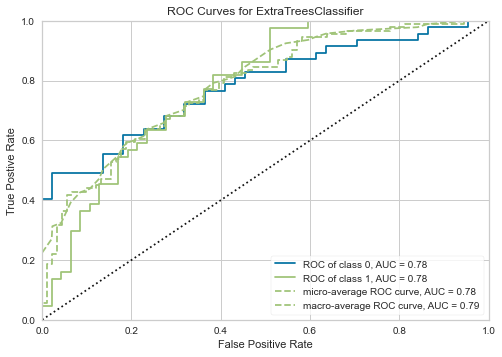 ROC Curves for ExtraTreesClassifier
True Postive Rate
1.0
0.8
0.6
0.4
0.2
0.0
ROC of class 0, AUC = 0.78
ROC of class 1, AUC = 0.78
micro-average ROC curve, AUC = 0.78
macro-average ROC curve, AUC = 0.79
0.0 0.2 0.4 0.6 0.8 1.0
False Positive Rate